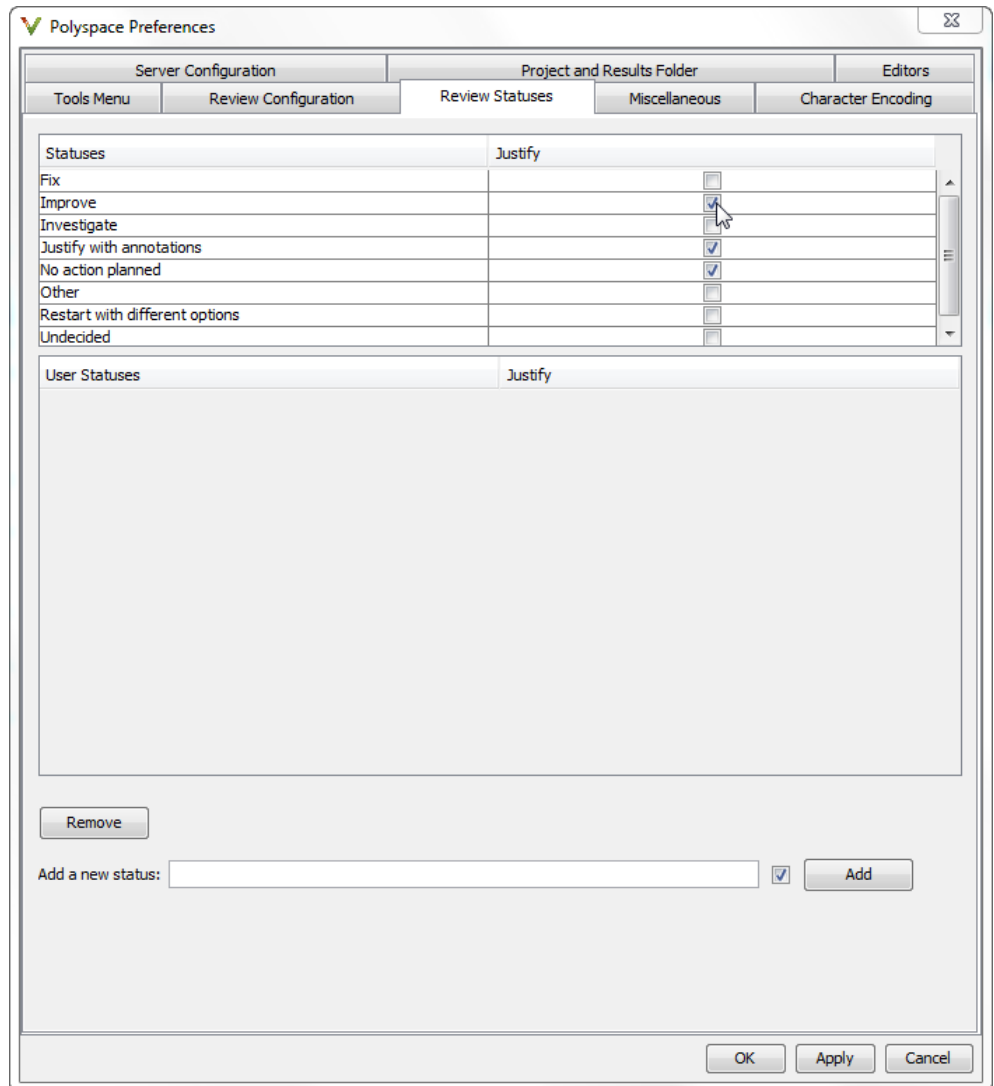 Polyspace Preferences
Server Configuration Project and Results Folder Editors
Tools Menu Review Configuration Review Statuses Miscellaneous Character Encoding
Statuses Justify
Fix
Improve
Investigate
Justify with annotations
No action planned
Other
Restart with different options
Undecided
User Statuses Justify
Remove
Add a new status: Add
OK Apply Cancel